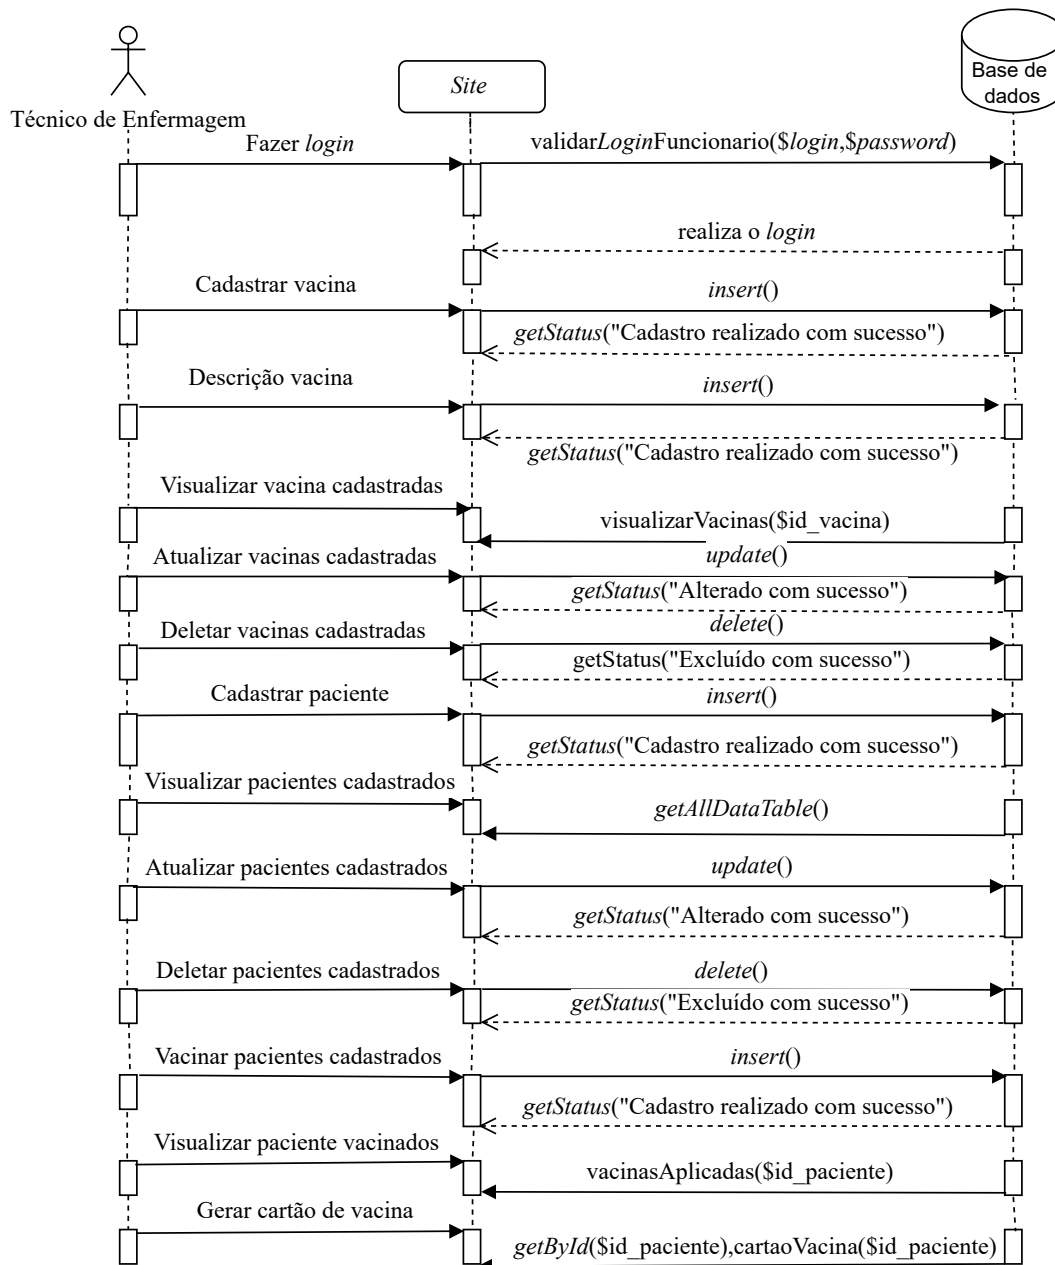 Site
Base de
dados
Técnico de Enfermagem
Fazer login
validarLoginFuncionario($login,$password)
realiza o login
Cadastrar vacina
insert()
getStatus("Cadastro realizado com sucesso")
Descrição vacina
insert()
getStatus("Cadastro realizado com sucesso")
Visualizar vacina cadastradas
visualizarVacinas($id_vacina)
Atualizar vacinas cadastradas
update()
getStatus("Alterado com sucesso")
Deletar vacinas cadastradas
delete()
getStatus("Excluído com sucesso")
Cadastrar paciente
insert()
getStatus("Cadastro realizado com sucesso")
Visualizar pacientes cadastrados
getAllDataTable()
Atualizar pacientes cadastrados
update()
getStatus("Alterado com sucesso")
Deletar pacientes cadastrados
delete()
getStatus("Excluído com sucesso")
Vacinar pacientes cadastrados
insert()
getStatus("Cadastro realizado com sucesso")
Visualizar paciente vacinados
vacinasAplicadas($id_paciente)
Gerar cartão de vacina
getById($id_paciente),cartaoVacina($id_paciente)